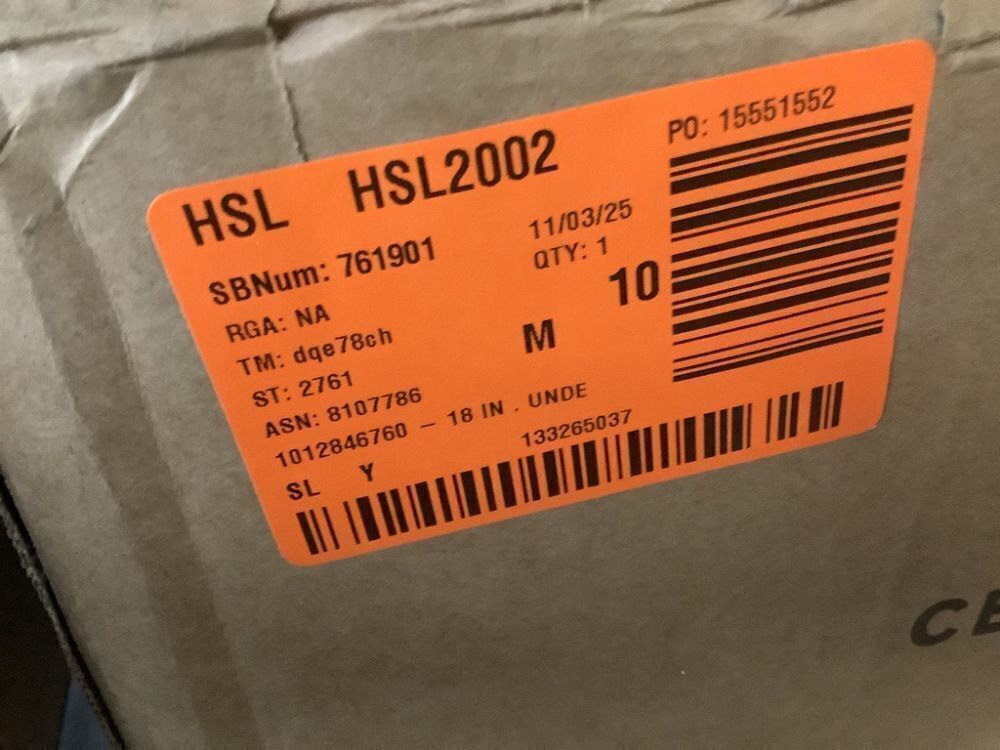 HSL HSL2002
PO: 15551552
SBNum: 761901
11/03/25
RGA: NA
QTY: 1
TM: dqe78ch
10
ST: 2761
M
ASN: 8107786
1012846760 – 18 IN . UNDE
SL Y
133265037
CE